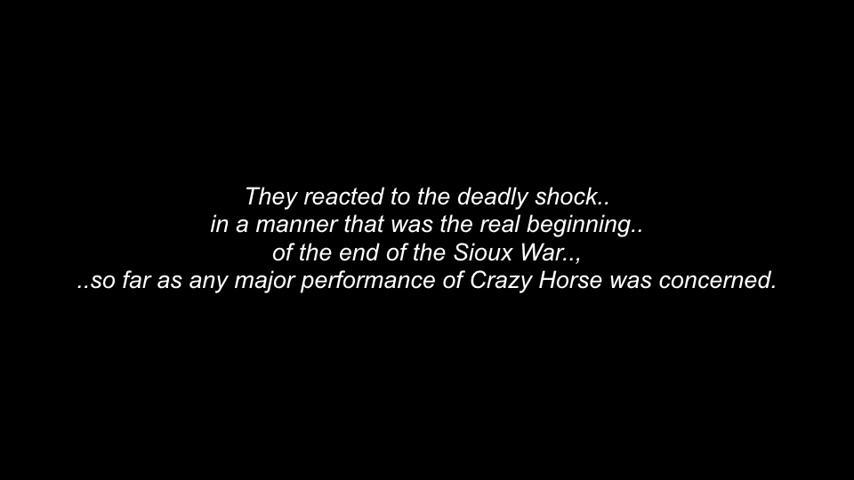 They reacted to the deadly shock..
in a manner that was the real beginning..
of the end of the Sioux War..,
..so far as any major performance of Crazy Horse was concerned.